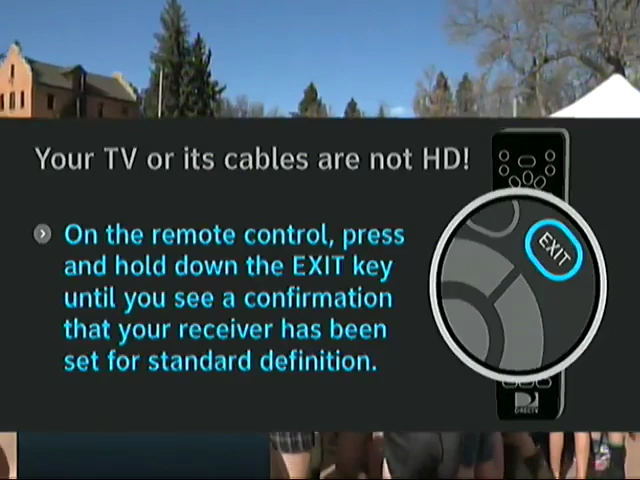 Your TV or its cables are not HD!
On the remote control, press
and hold down the EXIT key
until you see a confirmation
that your receiver has been
set for standard definition.
EXIT
DIRECTV